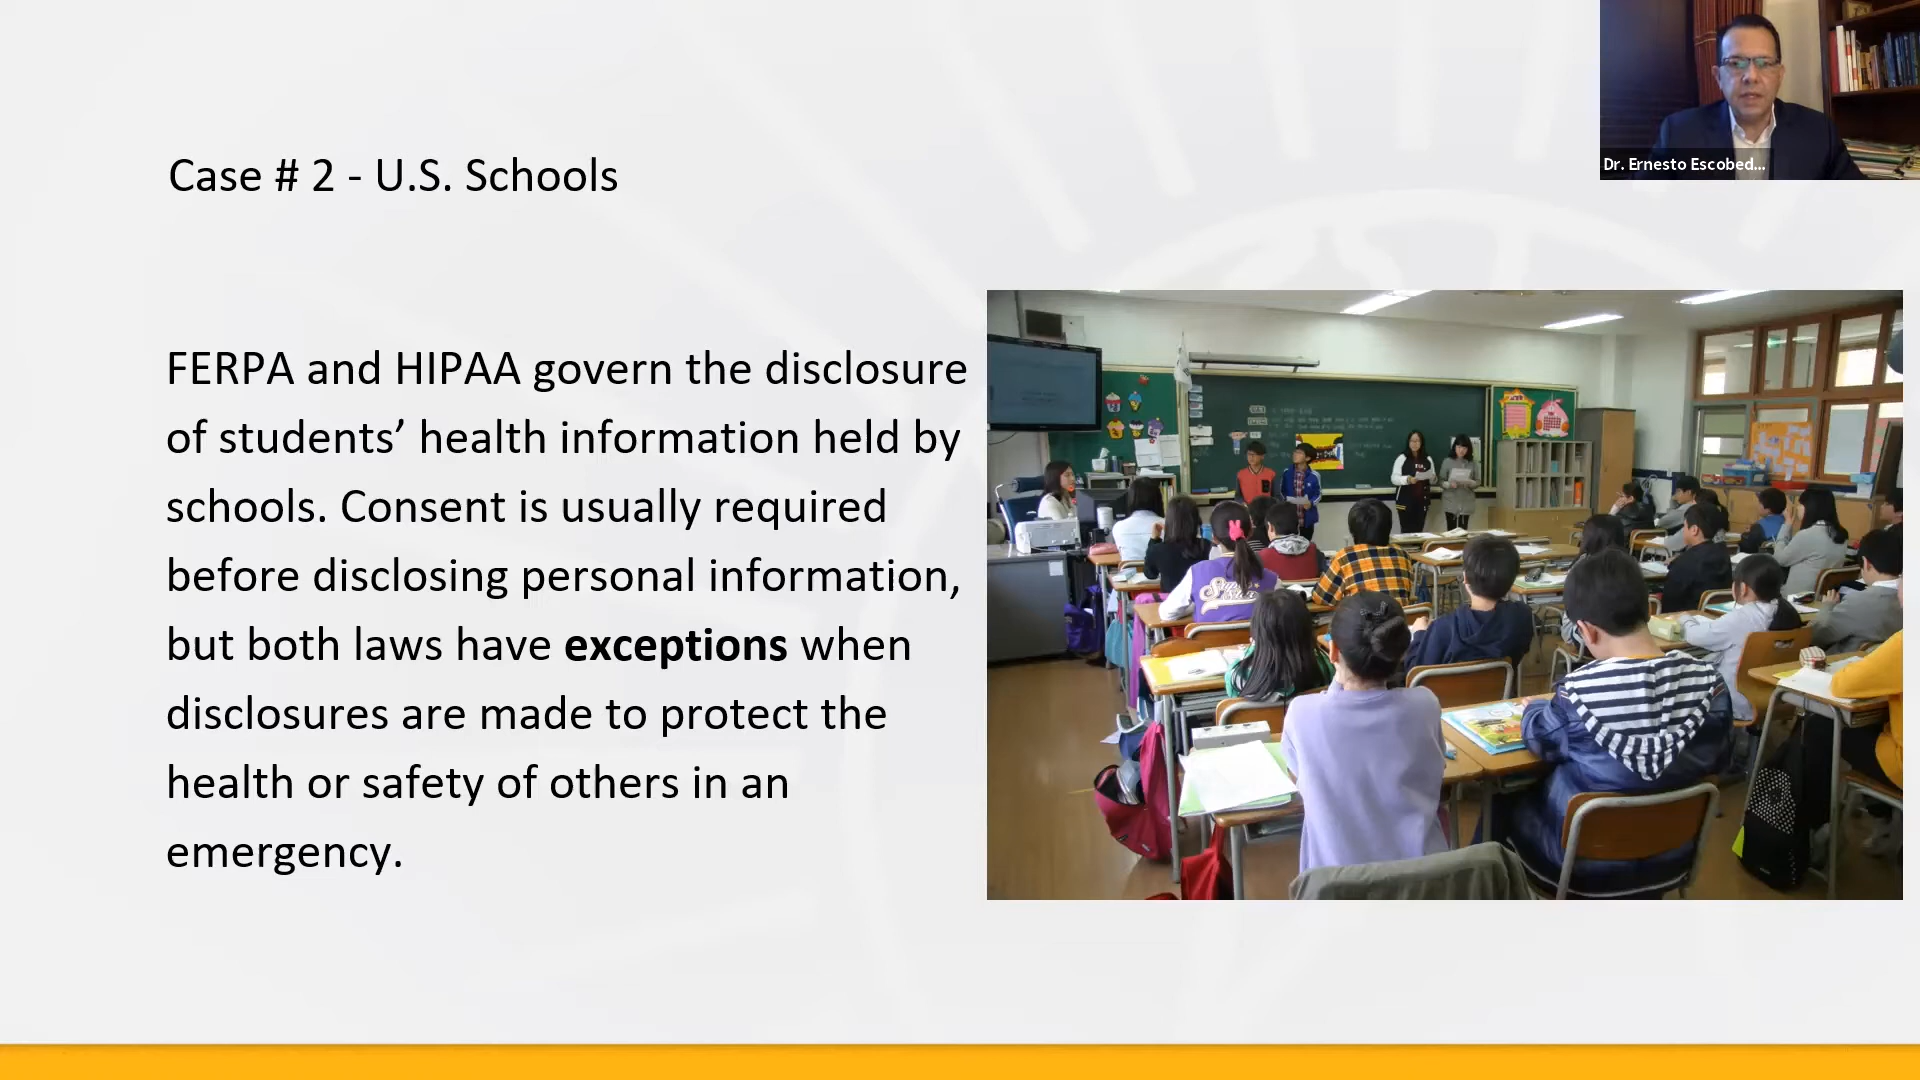 Dr. Ernesto Escobed...
Case # 2 - U.S. Schools
FERPA and HIPAA govern the disclosure
of students’ health information held by
schools. Consent is usually required
before disclosing personal information,
but both laws have exceptions when
disclosures are made to protect the
health or safety of others in an
emergency.